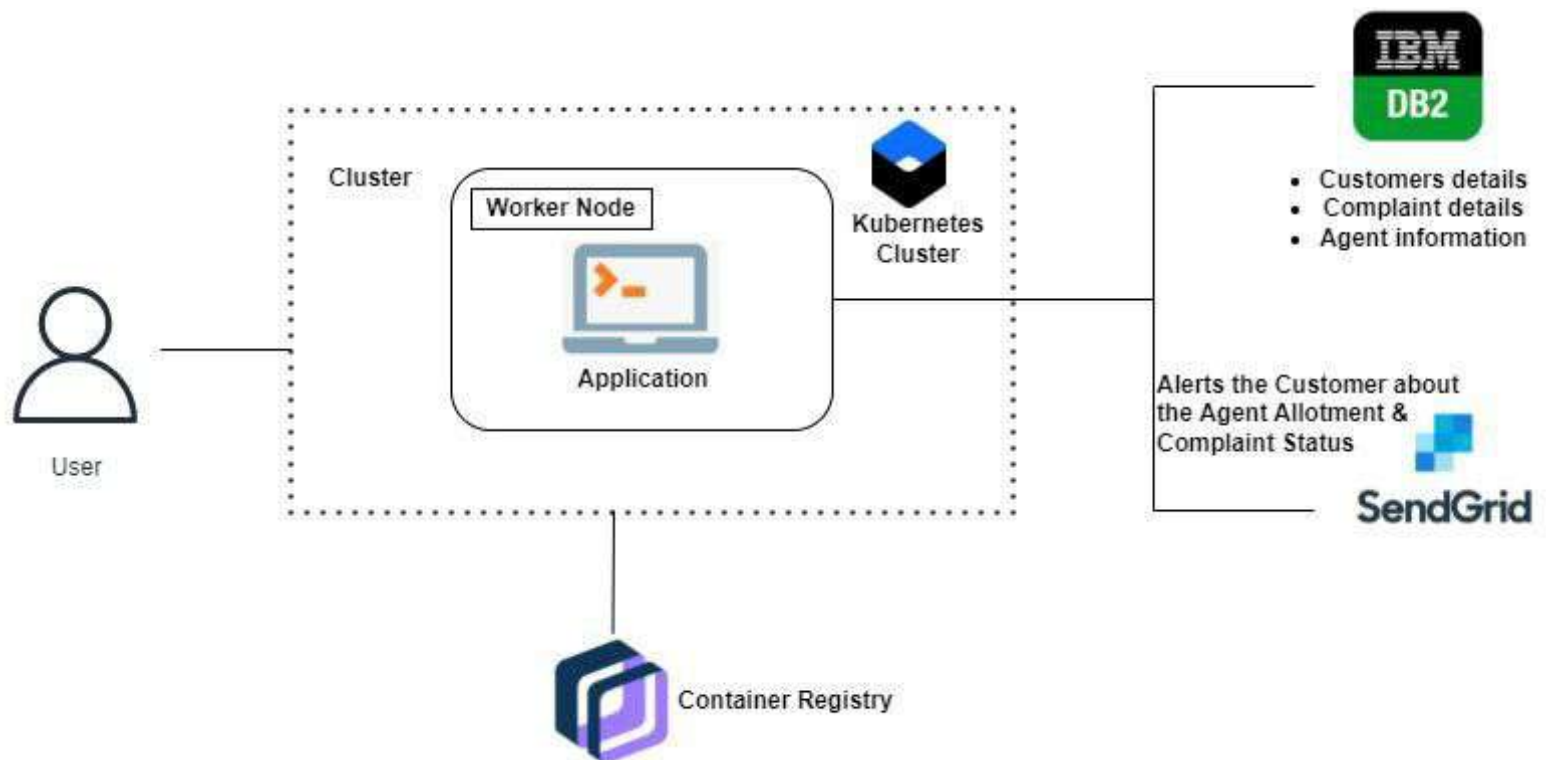 IBM
DB2
Cluster
Worker Node
Kubernetes
Cluster
• Customers details
• Complaint details
• Agent information
Application
User
Alerts the Customer about
the Agent Allotment &
Complaint Status
SendGrid
Container Registry